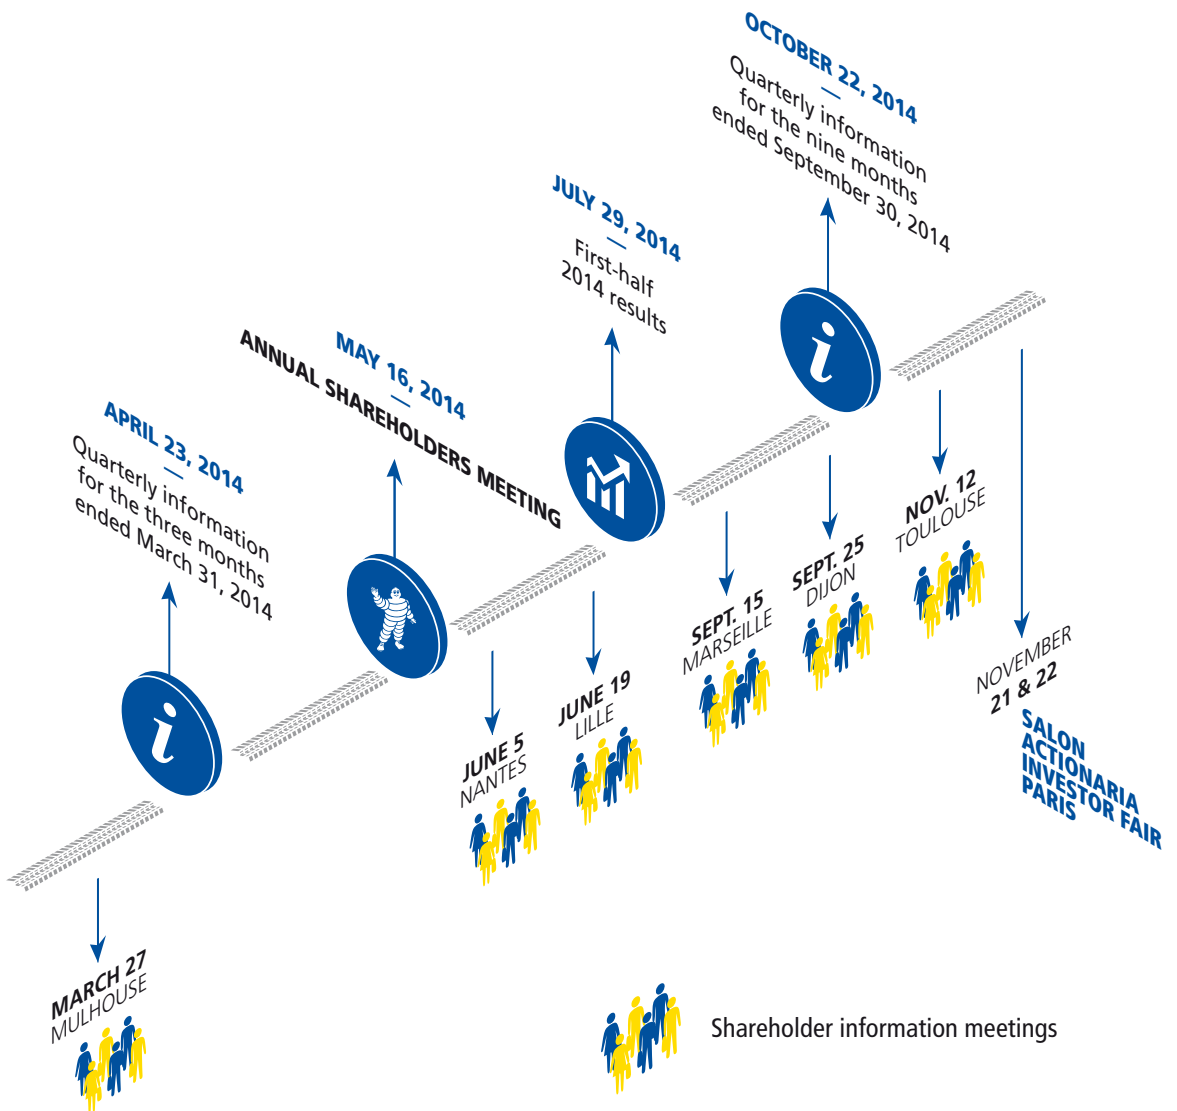 OCTOBER 22, 2014
Quarterly information
for the nine months
ended September 30, 2014
JULY 29, 2014
First-half
2014 results
MAY 16, 2014
ANNUAL SHAREHOLDERS MEETING
APRIL 23, 2014
Quarterly information
for the three months
ended March 31, 2014
i
i
MARCH 27
MULHOUSE
JUNE 5
NANTES
JUNE 19
LILLE
SEPT. 15
MARSEILLE
SEPT. 25
DIJON
NOV. 12
TOULOUSE
NOVEMBER
21 & 22
SALON
ACTIONARIA
INVESTOR FAIR
PARIS
Shareholder information meetings